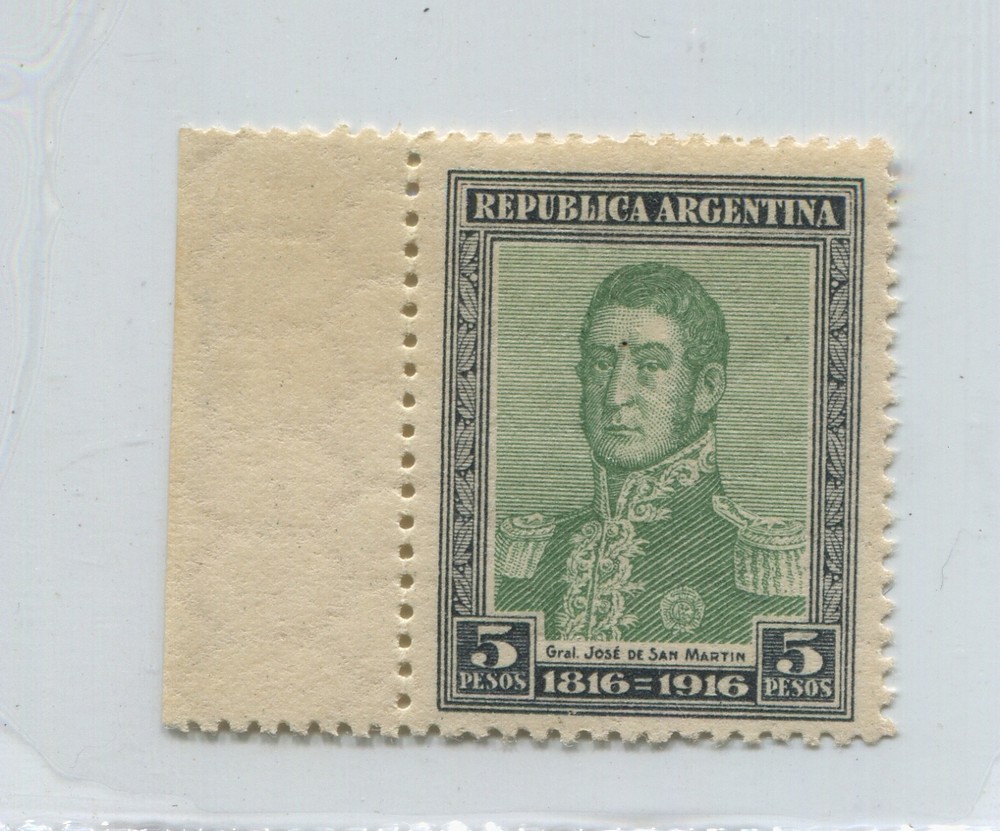 REPUBLICA ARGENTINA
Gral. JOSÉ DE SAN MARTIN
5 PESOS 1816=1916 5 PESOS